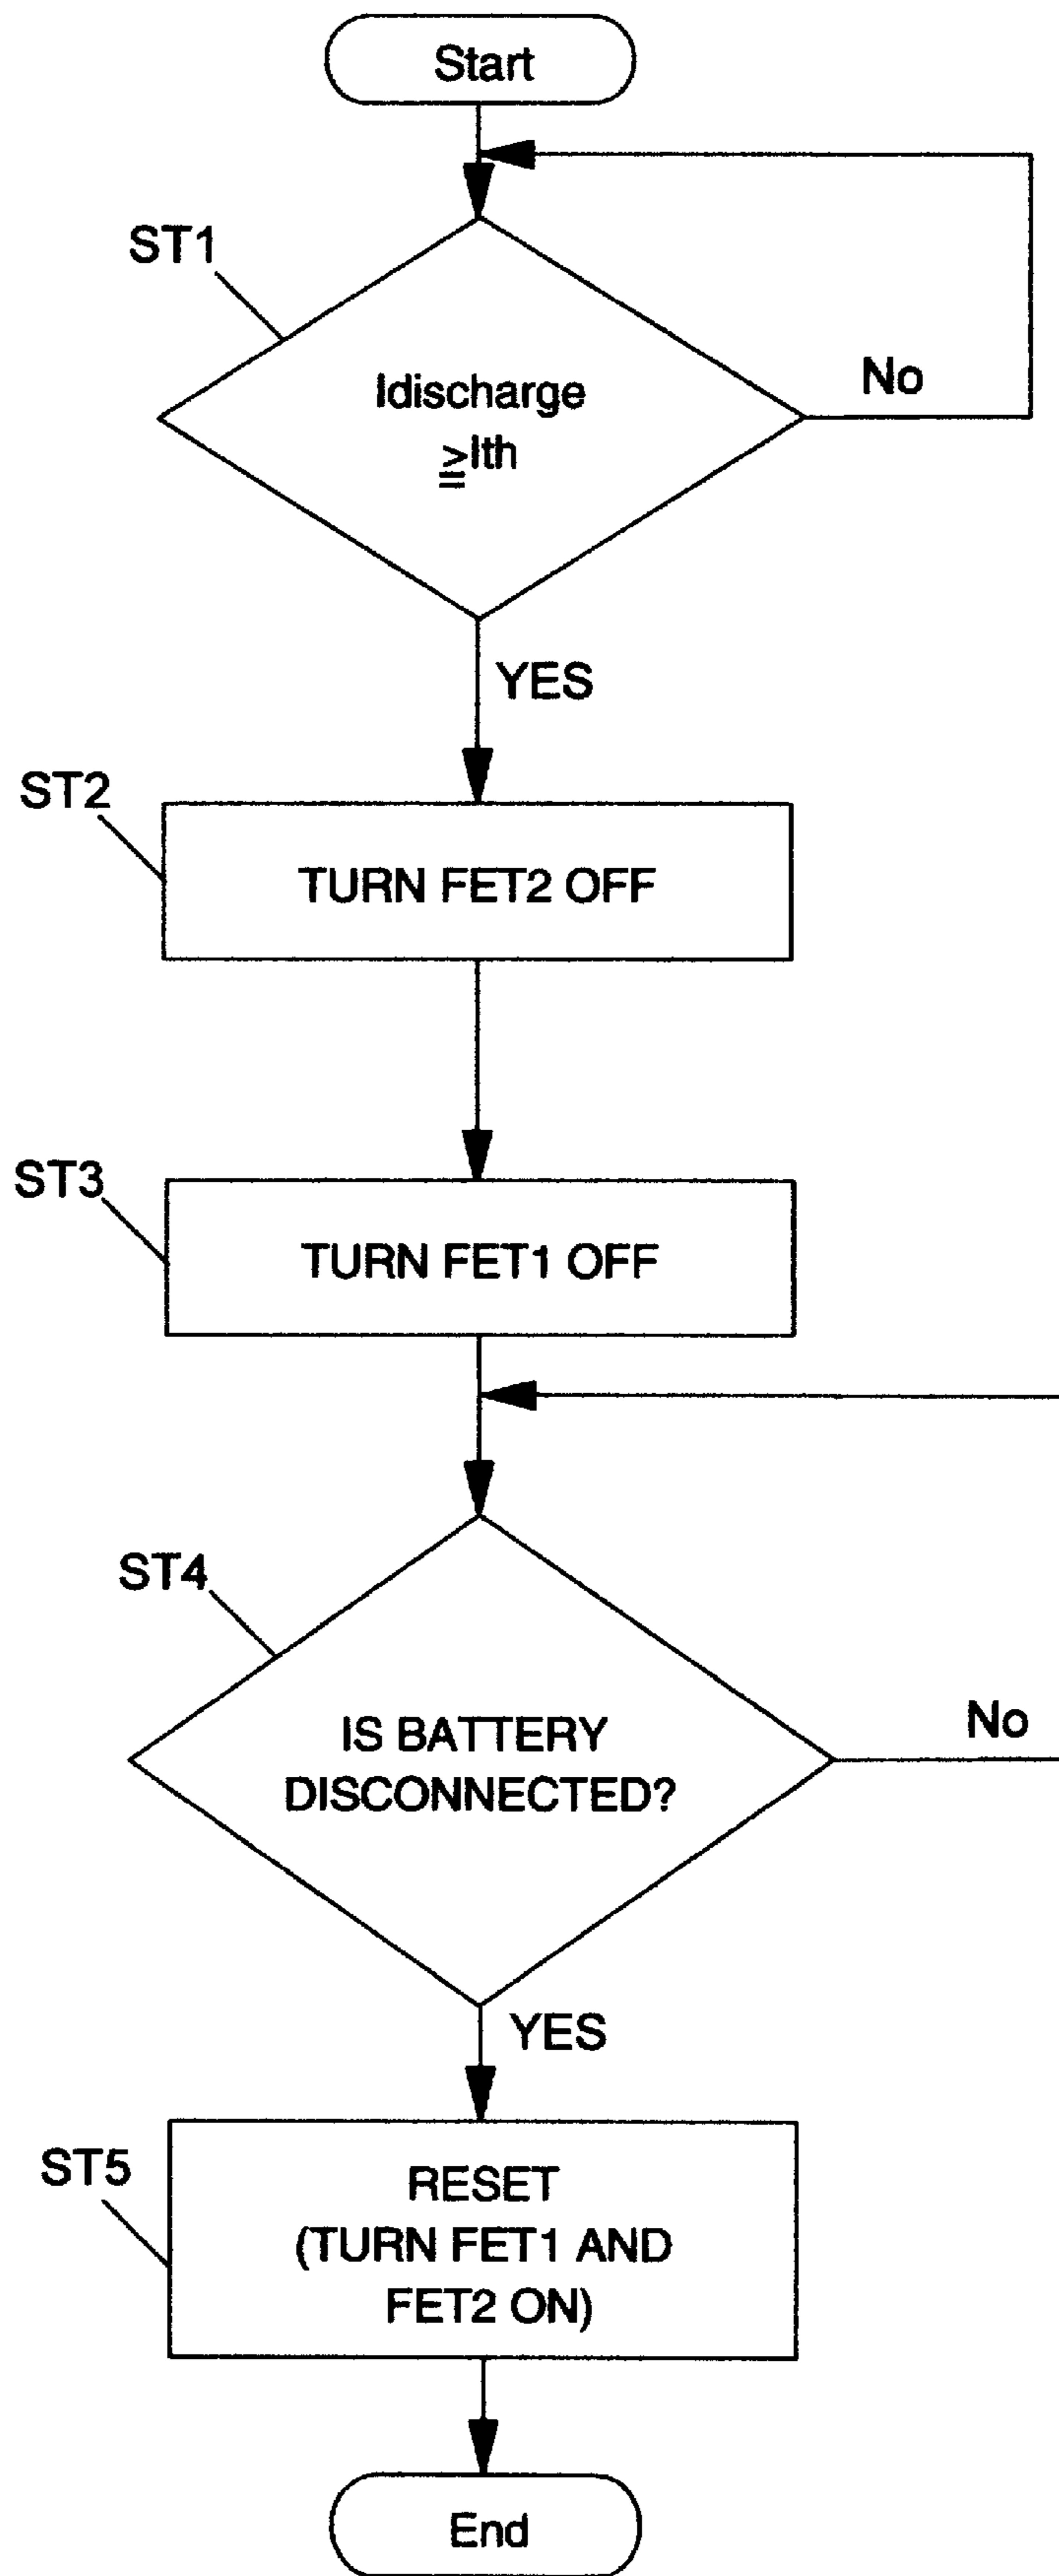 Start
ST1
Idischarge
≧Ith
No
YES
ST2
TURN FET2 OFF
ST3
TURN FET1 OFF
ST4
IS BATTERY
DISCONNECTED?
No
YES
ST5
RESET
(TURN FET1 AND
FET2 ON)
End